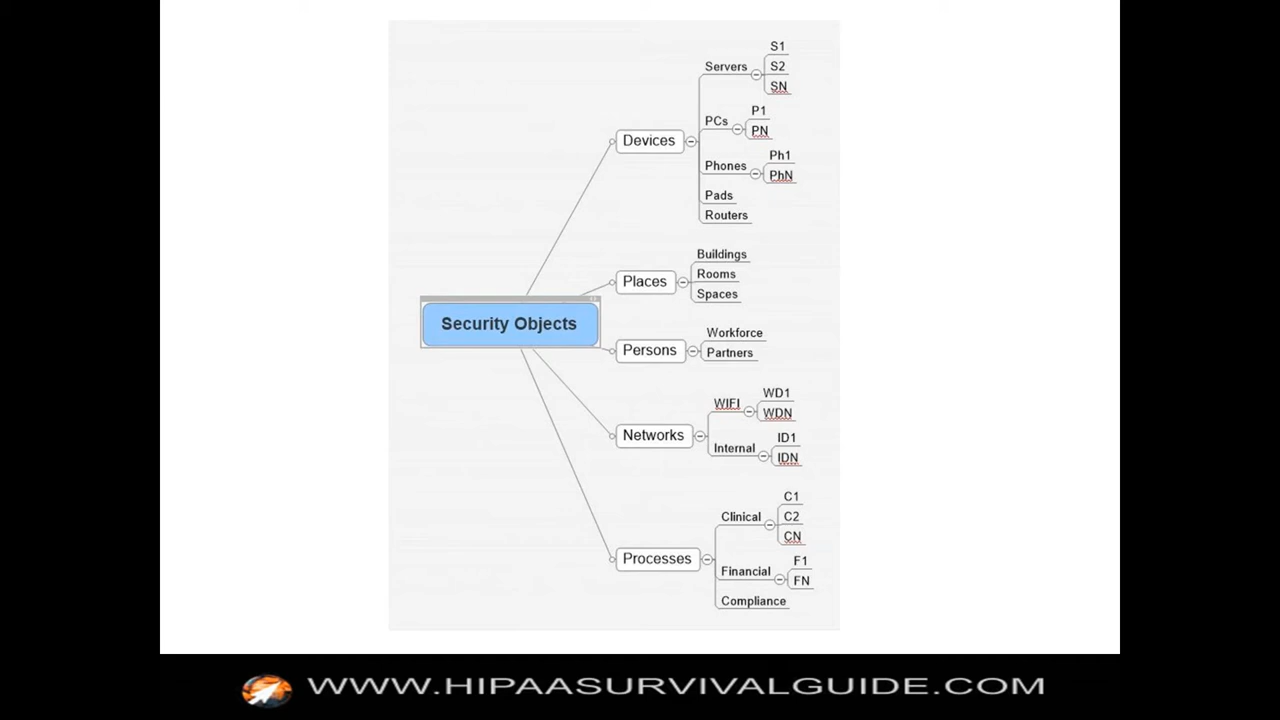 Security Objects
Devices
Servers
S1
S2
SN
PCs
P1
PN
Phones
Ph1
PhN
Pads
Routers
Places
Buildings
Rooms
Spaces
Persons
Workforce
Partners
Networks
WIFI
WD1
WDN
Internal
ID1
IDN
Processes
Clinical
C1
C2
CN
Financial
F1
FN
Compliance
WWW.HIPAASURVIVALGUIDE.COM